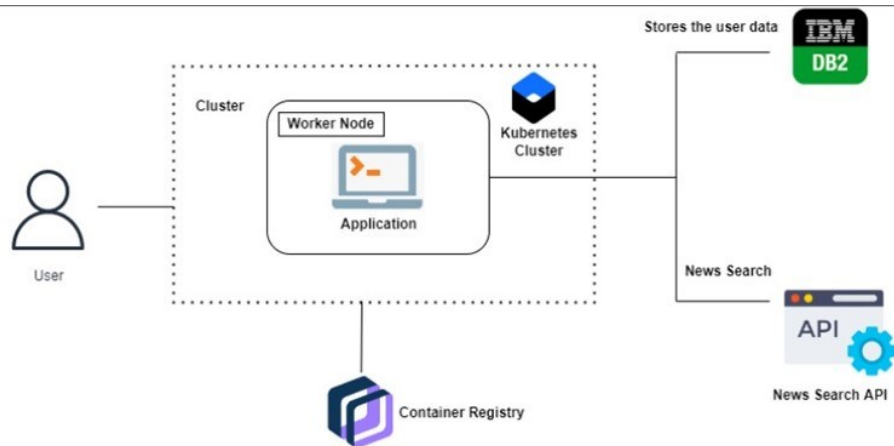 Stores the user data
IBM
DB2
Cluster
Worker Node
Kubernetes
Cluster
Application
User
News Search
API
News Search API
Container Registry